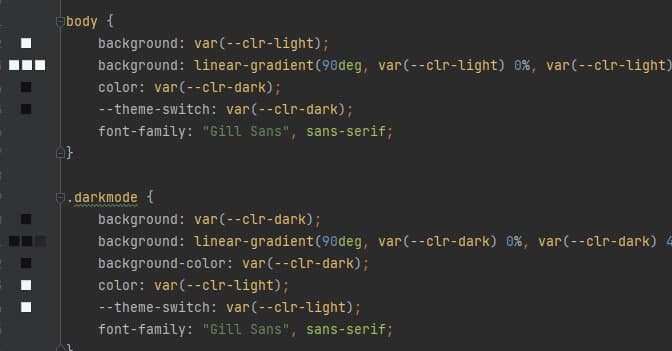 body {
background: var(--clr-light);
background: linear-gradient(90deg, var(--clr-light) 0%, var(--clr-light)
color: var(--clr-dark);
--theme-switch: var(--clr-dark);
font-family: "Gill Sans", sans-serif;
}
.darkmode {
background: var(--clr-dark);
background: linear-gradient(90deg, var(--clr-dark) 0%, var(--clr-dark) 4
background-color: var(--clr-dark);
color: var(--clr-light);
--theme-switch: var(--clr-light);
font-family: "Gill Sans", sans-serif;
}